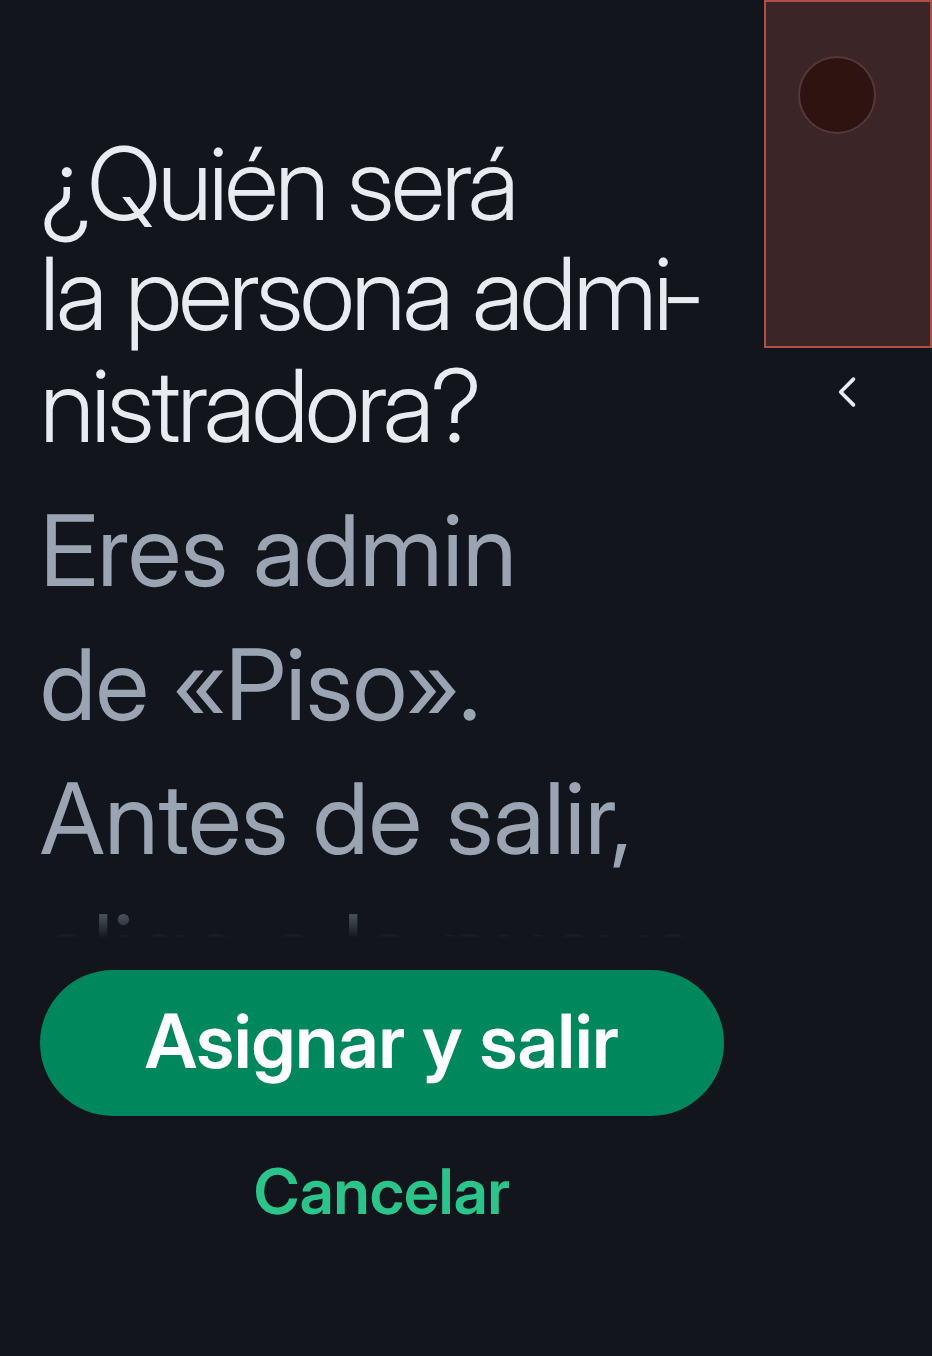 ¿Quién será
la persona admi-
nistradora?
Eres admin
de «Piso».
Antes de salir,
Asignar y salir
Cancelar